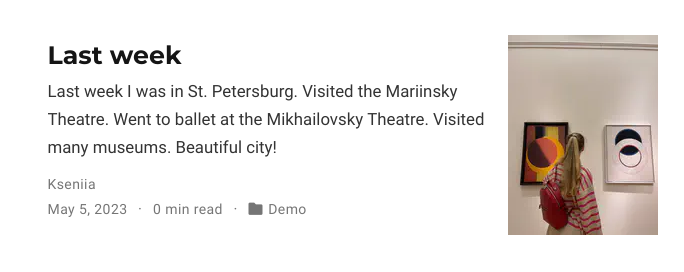 Last week
Last week I was in St. Petersburg. Visited the Mariinsky
Theatre. Went to ballet at the Mikhailovsky Theatre. Visited
many museums. Beautiful city!
Kseniia
May 5, 2023 · 0 min read · Demo